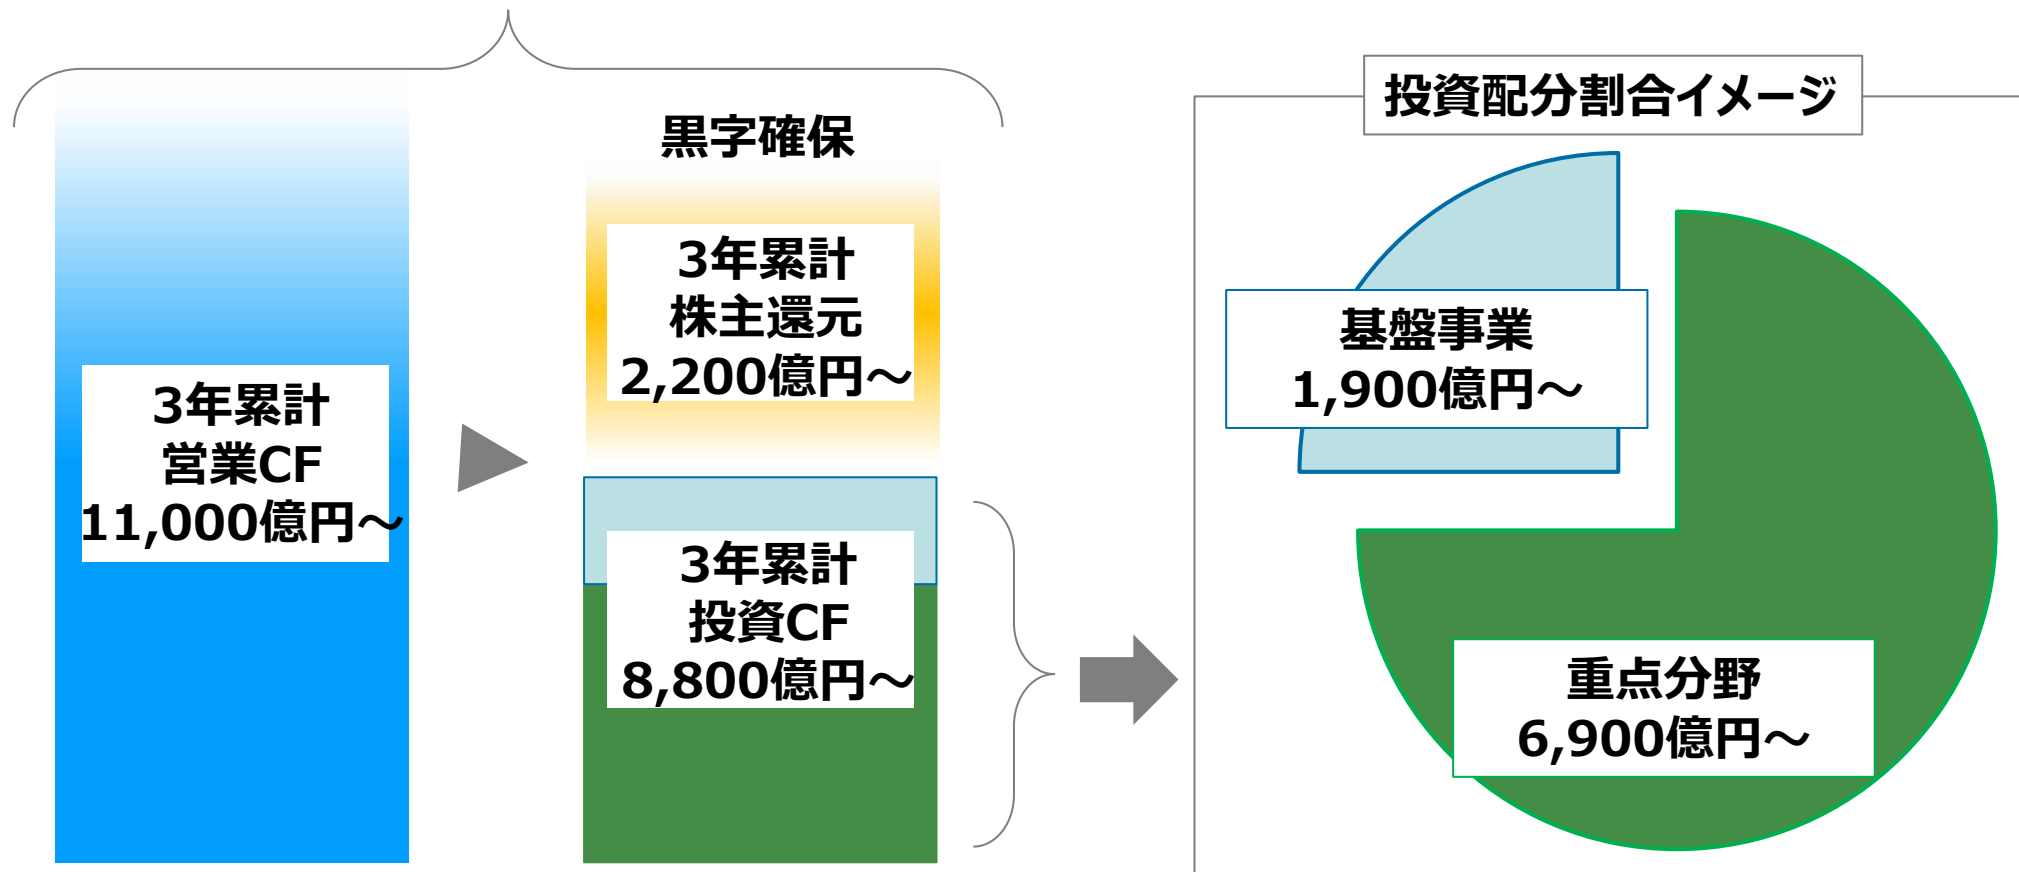 3年累計
営業CF
11,000億円～
黒字確保
3年累計
株主還元
2,200億円～
3年累計
投資CF
8,800億円～
投資配分割合イメージ
基盤事業
1,900億円～
重点分野
6,900億円～